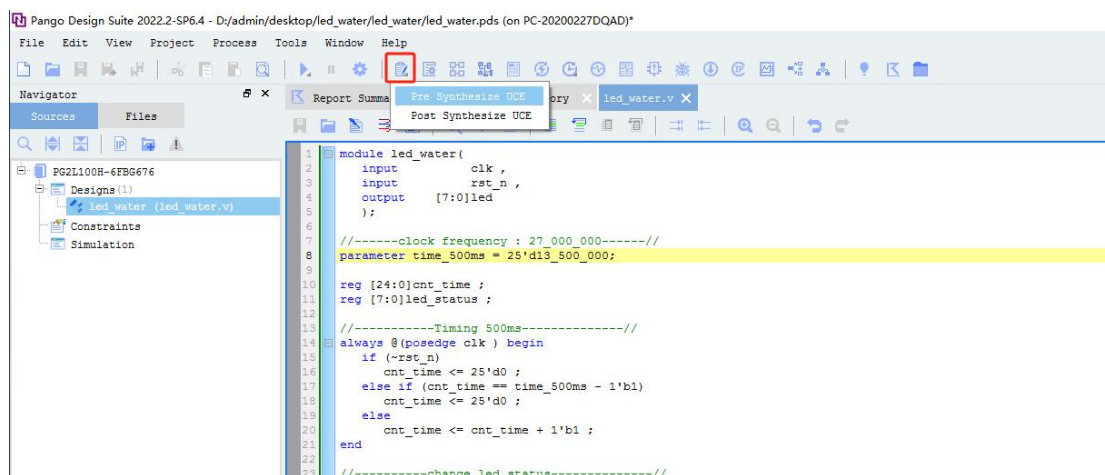 Pango Design Suite 2022.2-SP6.4 - D:/admin/desktop/led_water/led_water/led_water.pds (on PC-20200227DQAD)*
File Edit View Project Process Tools Window Help
Navigator
Report Summa
ory
led_water.v
Pre Synthesize UCE
Post Synthesize UCE
Sources Files
IP
PG2L100H-6FBG676
Designs(1)
led_water (led_water.v)
Constraints
Simulation
1 module led_water(
2 input clk ,
3 input rst_n ,
4 output [7:0]led
5 );
6
7 //------clock frequency : 27_000_000------//
8 parameter time_500ms = 25'd13_500_000;
9
10 reg [24:0]cnt_time ;
11 reg [7:0]led_status ;
12
13 //-----------Timing 500ms--------------//
14 always @(posedge clk ) begin
15 if (~rst_n)
16 cnt_time <= 25'd0 ;
17 else if (cnt_time == time_500ms - 1'b1)
18 cnt_time <= 25'd0 ;
19 else
20 cnt_time <= cnt_time + 1'b1 ;
21 end
22
23 //-----------change led status--------------//